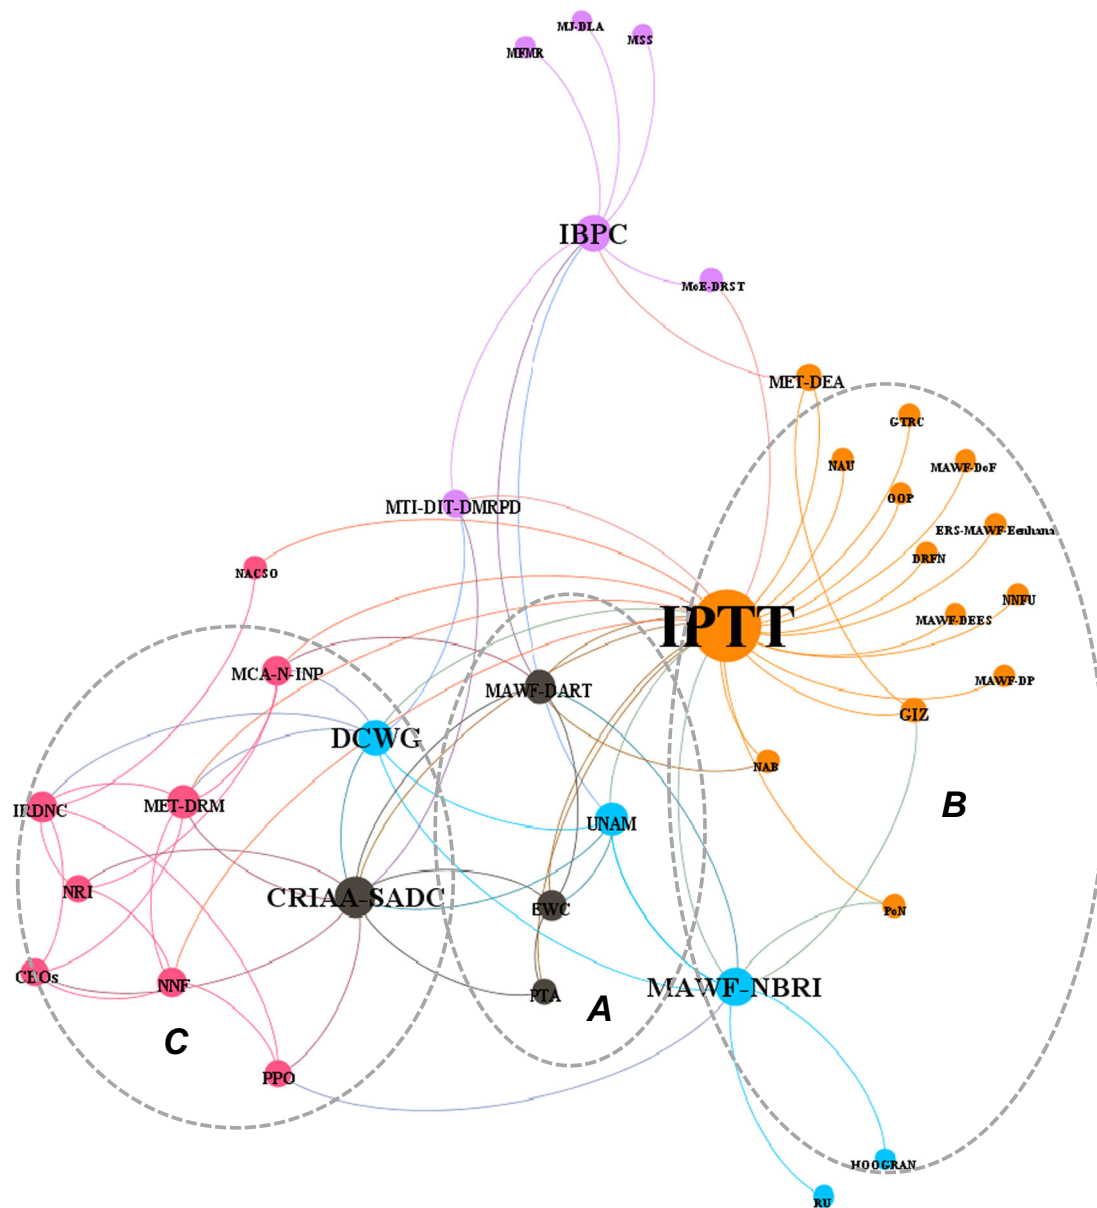 MJ-DLA
MSS
MFMR
IBPC
MoE-DRST
MET-DEA
GTRC
NAU
MAWF-DoF
OOP
MTI-DIT-DMRPD
ERS-MAWF-Eenhana
DRFN
NACSO
NNFU
MAWF-DEES
IPTT
MCA-N-INP
MAWF-DP
MAWF-DART
GIZ
DCWG
NAB
IRDNC
MET-DRM
B
UNAM
NRI
CRIAA-SADC
EWC
PoN
CBOs
NNF
MAWF-NBRI
PTA
A
C
PPO
HOOGRAN
RU